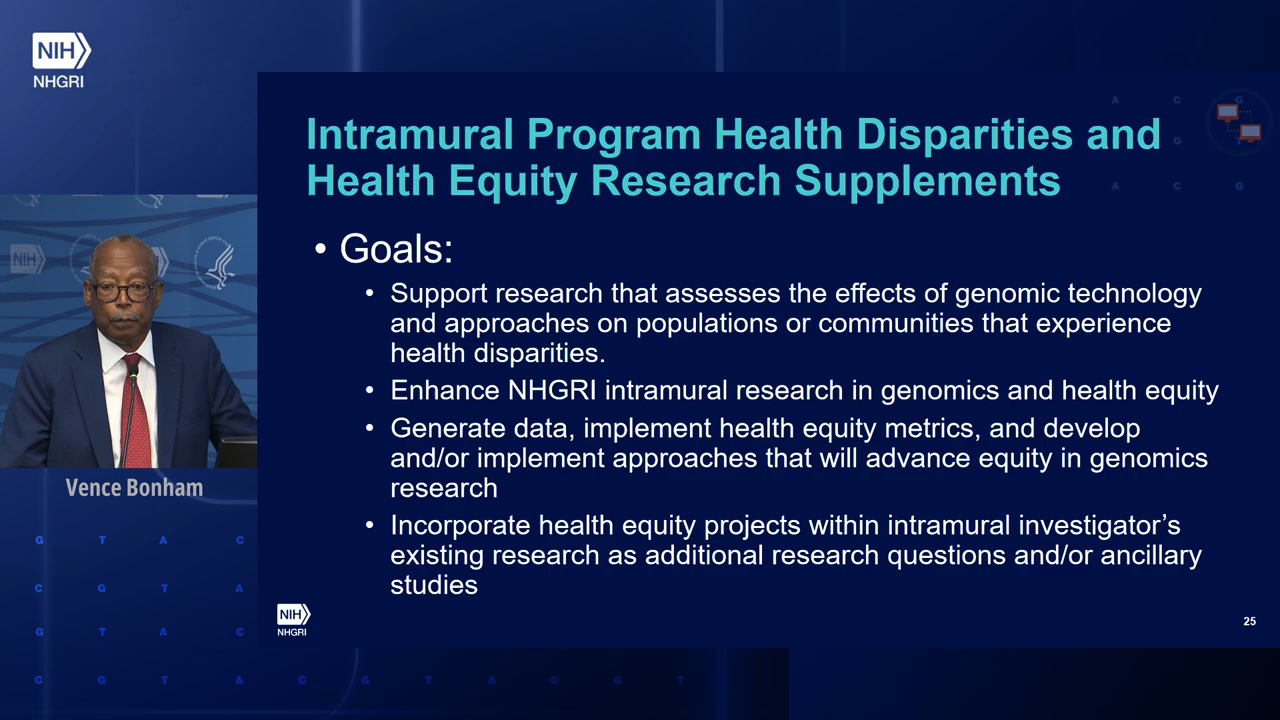 NIH
NHGRI
Intramural Program Health Disparities and
Health Equity Research Supplements
• Goals:
• Support research that assesses the effects of genomic technology
and approaches on populations or communities that experience
health disparities.
• Enhance NHGRI intramural research in genomics and health equity
• Generate data, implement health equity metrics, and develop
and/or implement approaches that will advance equity in genomics
research
• Incorporate health equity projects within intramural investigator’s
existing research as additional research questions and/or ancillary
studies
NIH
NHGRI
25
A C G
G
A C G
NIH
Vence Bonham
G T A C
C G T A
G T A C
C G T A C G T A C G T